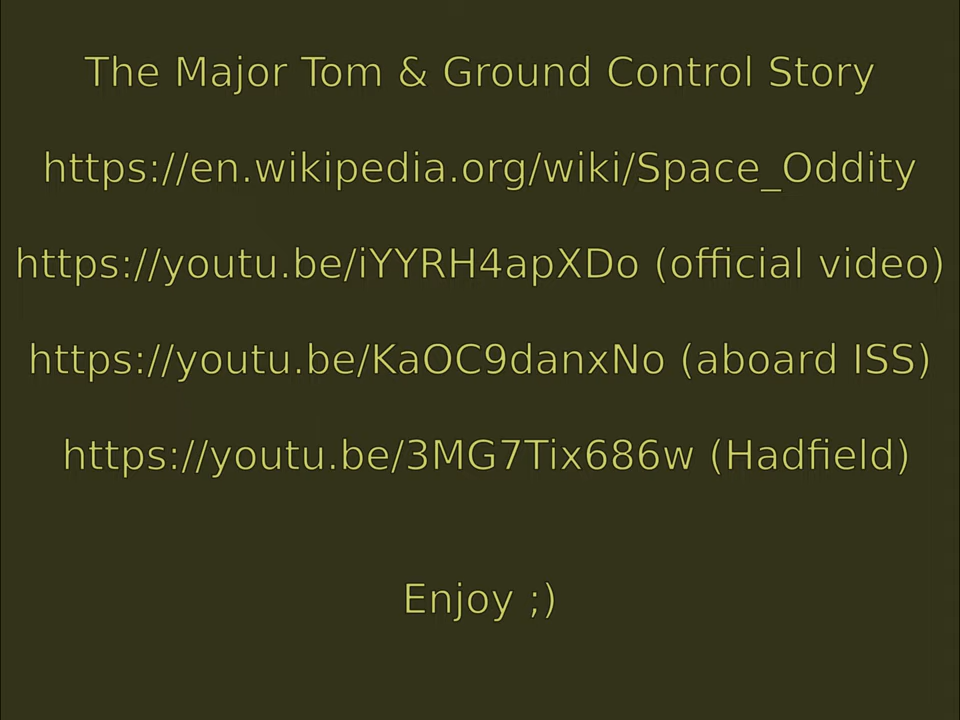 The Major Tom & Ground Control Story
https://en.wikipedia.org/wiki/Space_Oddity
https://youtu.be/iYYRH4apXDo (official video)
https://youtu.be/KaOC9danxNo (aboard ISS)
https://youtu.be/3MG7Tix686w (Hadfield)
Enjoy ;)